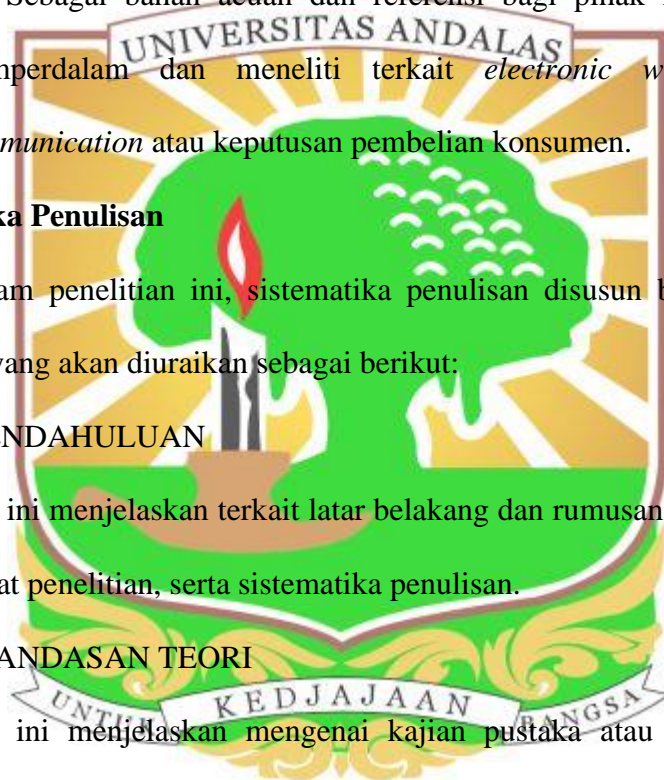 Sebagai bahan acuan dan referensi bagi pihak
UNIVERSITAS ANDALAS
perdalam dan meneliti terkait electronic w
munication atau keputusan pembelian konsumen.
ka Penulisan
am penelitian ini, sistematika penulisan disusun b
yang akan diuraikan sebagai berikut:
ENDAHULUAN
ini menjelaskan terkait latar belakang dan rumusan
at penelitian, serta sistematika penulisan.
ANDASAN TEORI
UNTUK KEDJAJAAN BANGSA
ini menjelaskan mengenai kajian pustaka atau